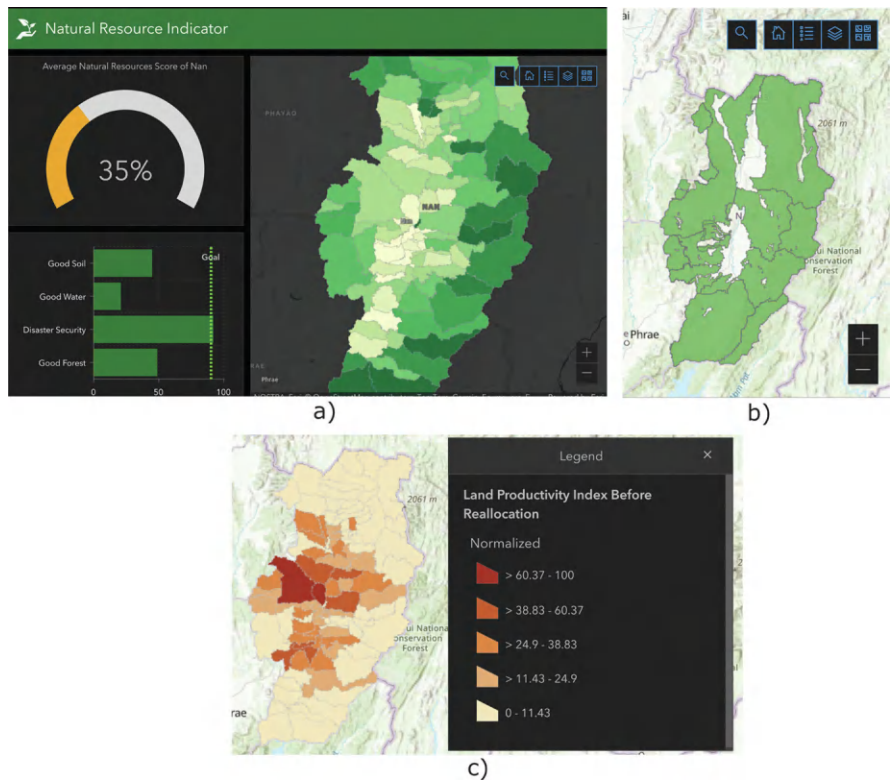 Natural Resource Indicator
Average Natural Resources Score of Nan
35%
Good Soil
Good Water
Disaster Security
Good Forest
Goal
0
50
100
PHAYAO
NAN
Phrae
a)
2061 m
N
ui National
onservation
Forest
Phrae
Nan
b)
2061 m
ui National
onservation
Forest
rae
Legend
Land Productivity Index Before
Reallocation
Normalized
> 60.37 - 100
> 38.83 - 60.37
> 24.9 - 38.83
> 11.43 - 24.9
0 - 11.43
c)